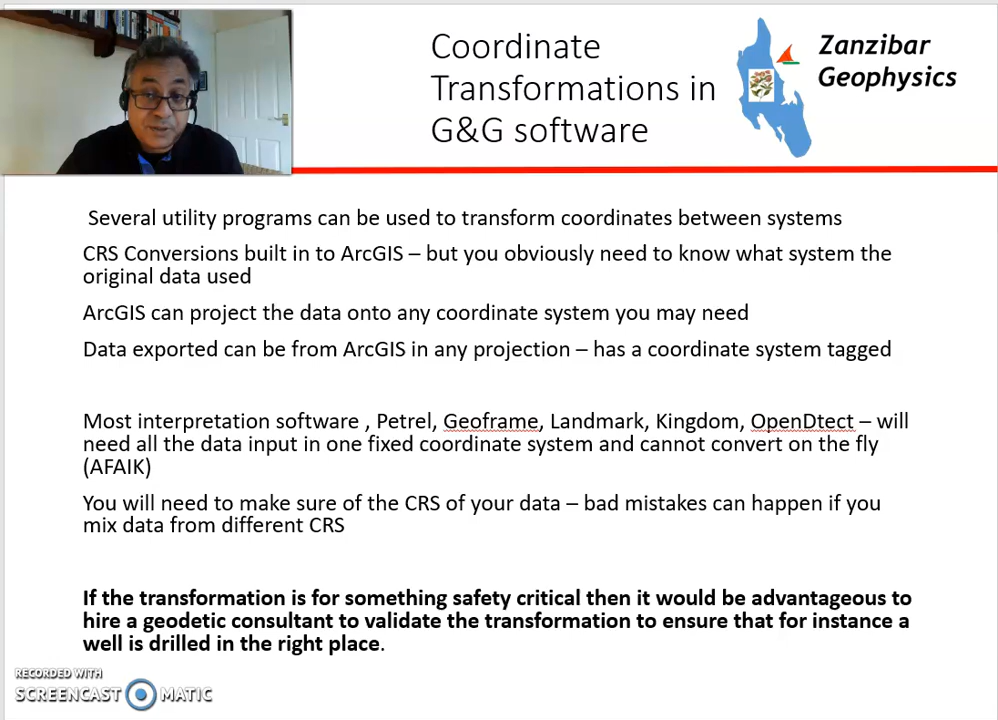 Coordinate
Transformations in
G&G software
Zanzibar
Geophysics
Several utility programs can be used to transform coordinates between systems
CRS Conversions built in to ArcGIS – but you obviously need to know what system the
original data used
ArcGIS can project the data onto any coordinate system you may need
Data exported can be from ArcGIS in any projection – has a coordinate system tagged
Most interpretation software , Petrel, Geoframe, Landmark, Kingdom, OpenDtect – will
need all the data input in one fixed coordinate system and cannot convert on the fly
(AFAIK)
You will need to make sure of the CRS of your data – bad mistakes can happen if you
mix data from different CRS
If the transformation is for something safety critical then it would be advantageous to
hire a geodetic consultant to validate the transformation to ensure that for instance a
well is drilled in the right place.
RECORDED WITH
SCREENCAST MATIC